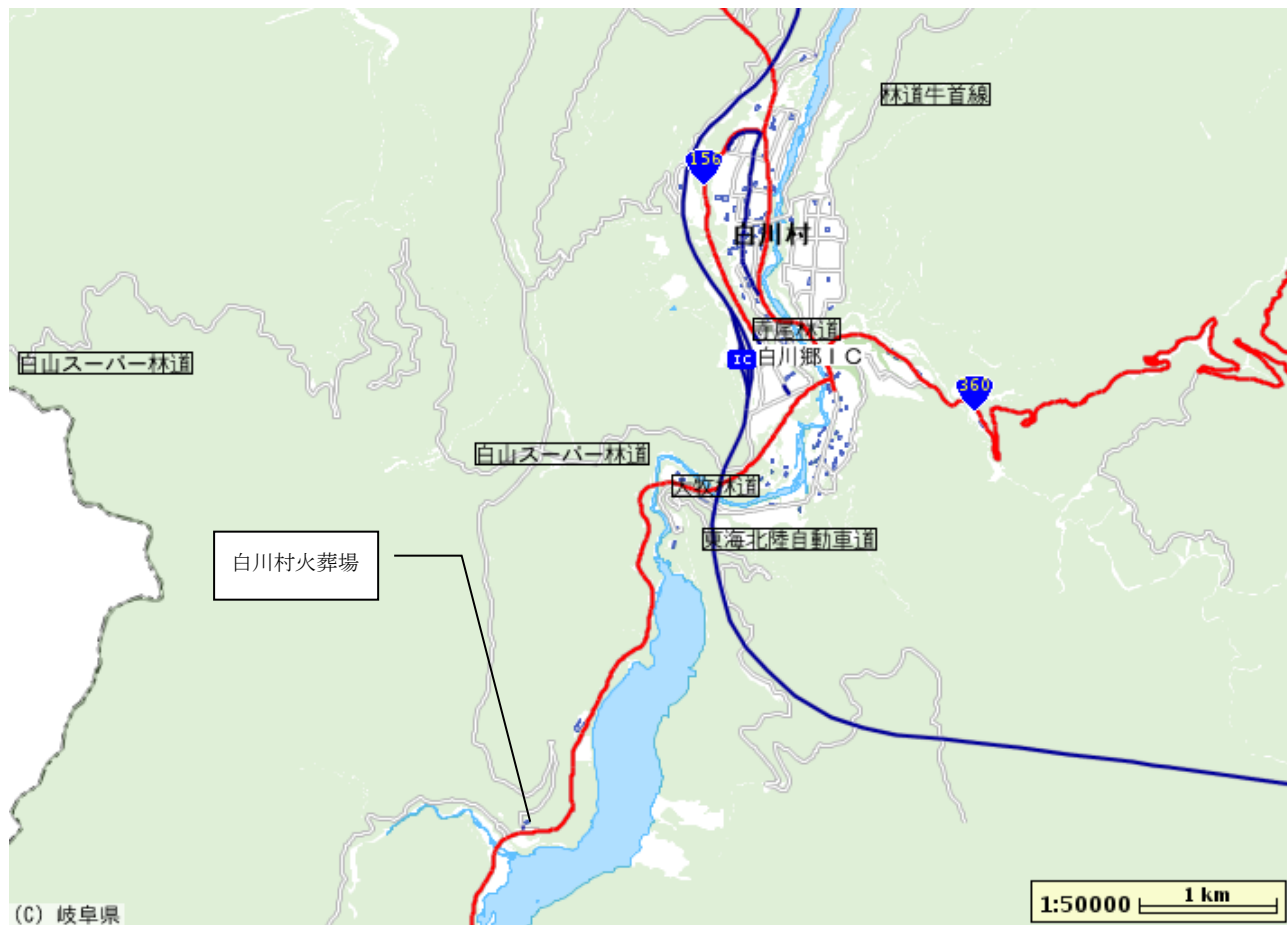 林道牛首線
156
白川村
寺尾林道
IC 白川郷ＩＣ
白山スーパー林道
360
白山スーパー林道
大牧林道
東海北陸自動車道
白川村火葬場
(C) 岐阜県
1:50000 1 km